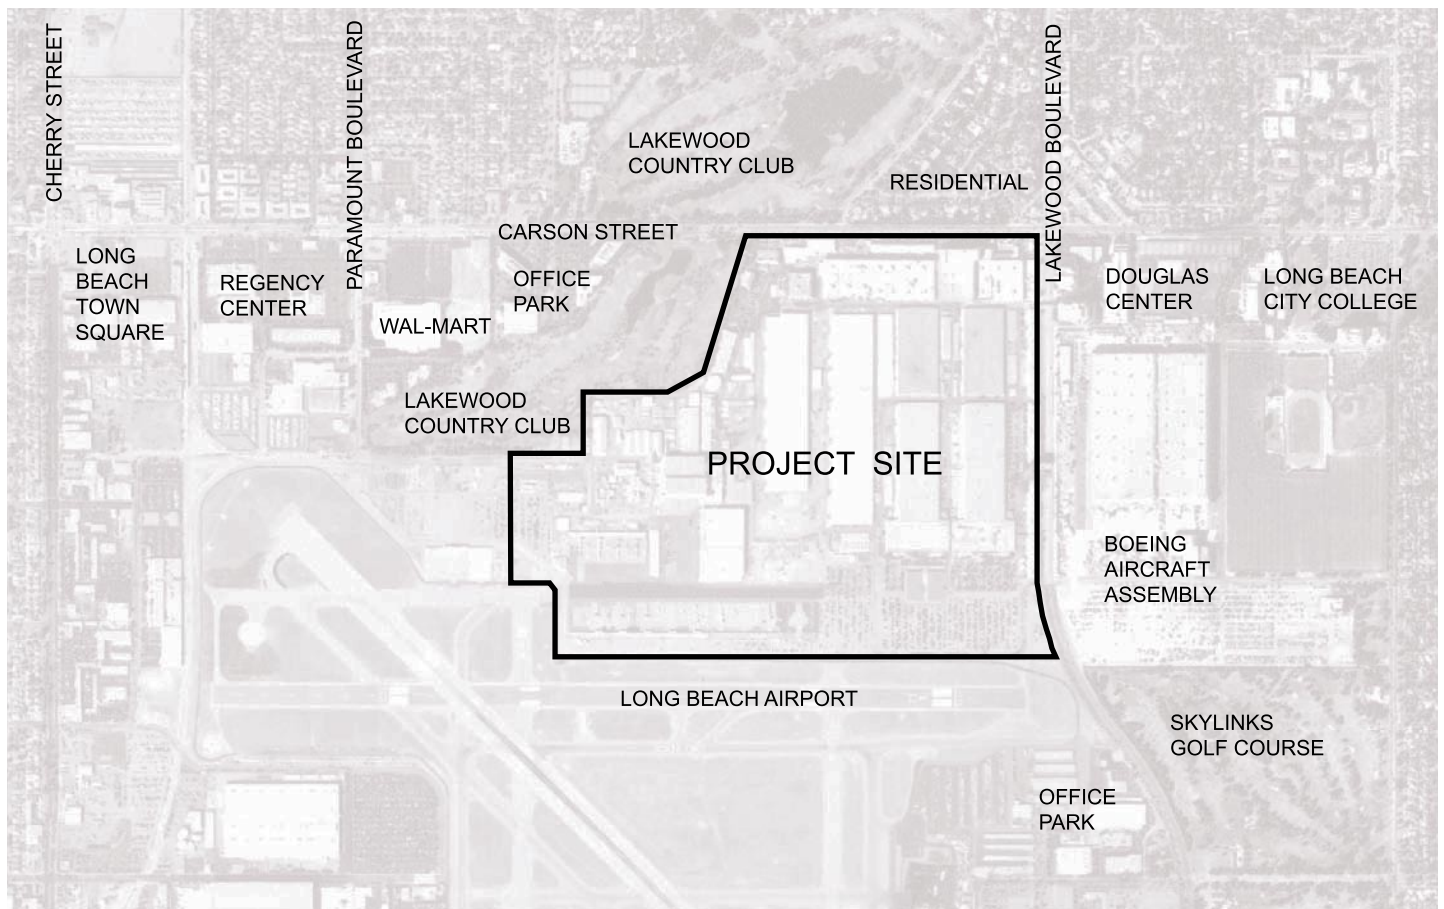 CHERRY STREET
PARAMOUNT BOULEVARD
LAKEWOOD BOULEVARD
LAKEWOOD
COUNTRY CLUB
RESIDENTIAL
CARSON STREET
LONG
BEACH
TOWN
SQUARE
REGENCY
CENTER
WAL-MART
OFFICE
PARK
DOUGLAS
CENTER
LONG BEACH
CITY COLLEGE
LAKEWOOD
COUNTRY CLUB
PROJECT SITE
BOEING
AIRCRAFT
ASSEMBLY
LONG BEACH AIRPORT
SKYLINKS
GOLF COURSE
OFFICE
PARK